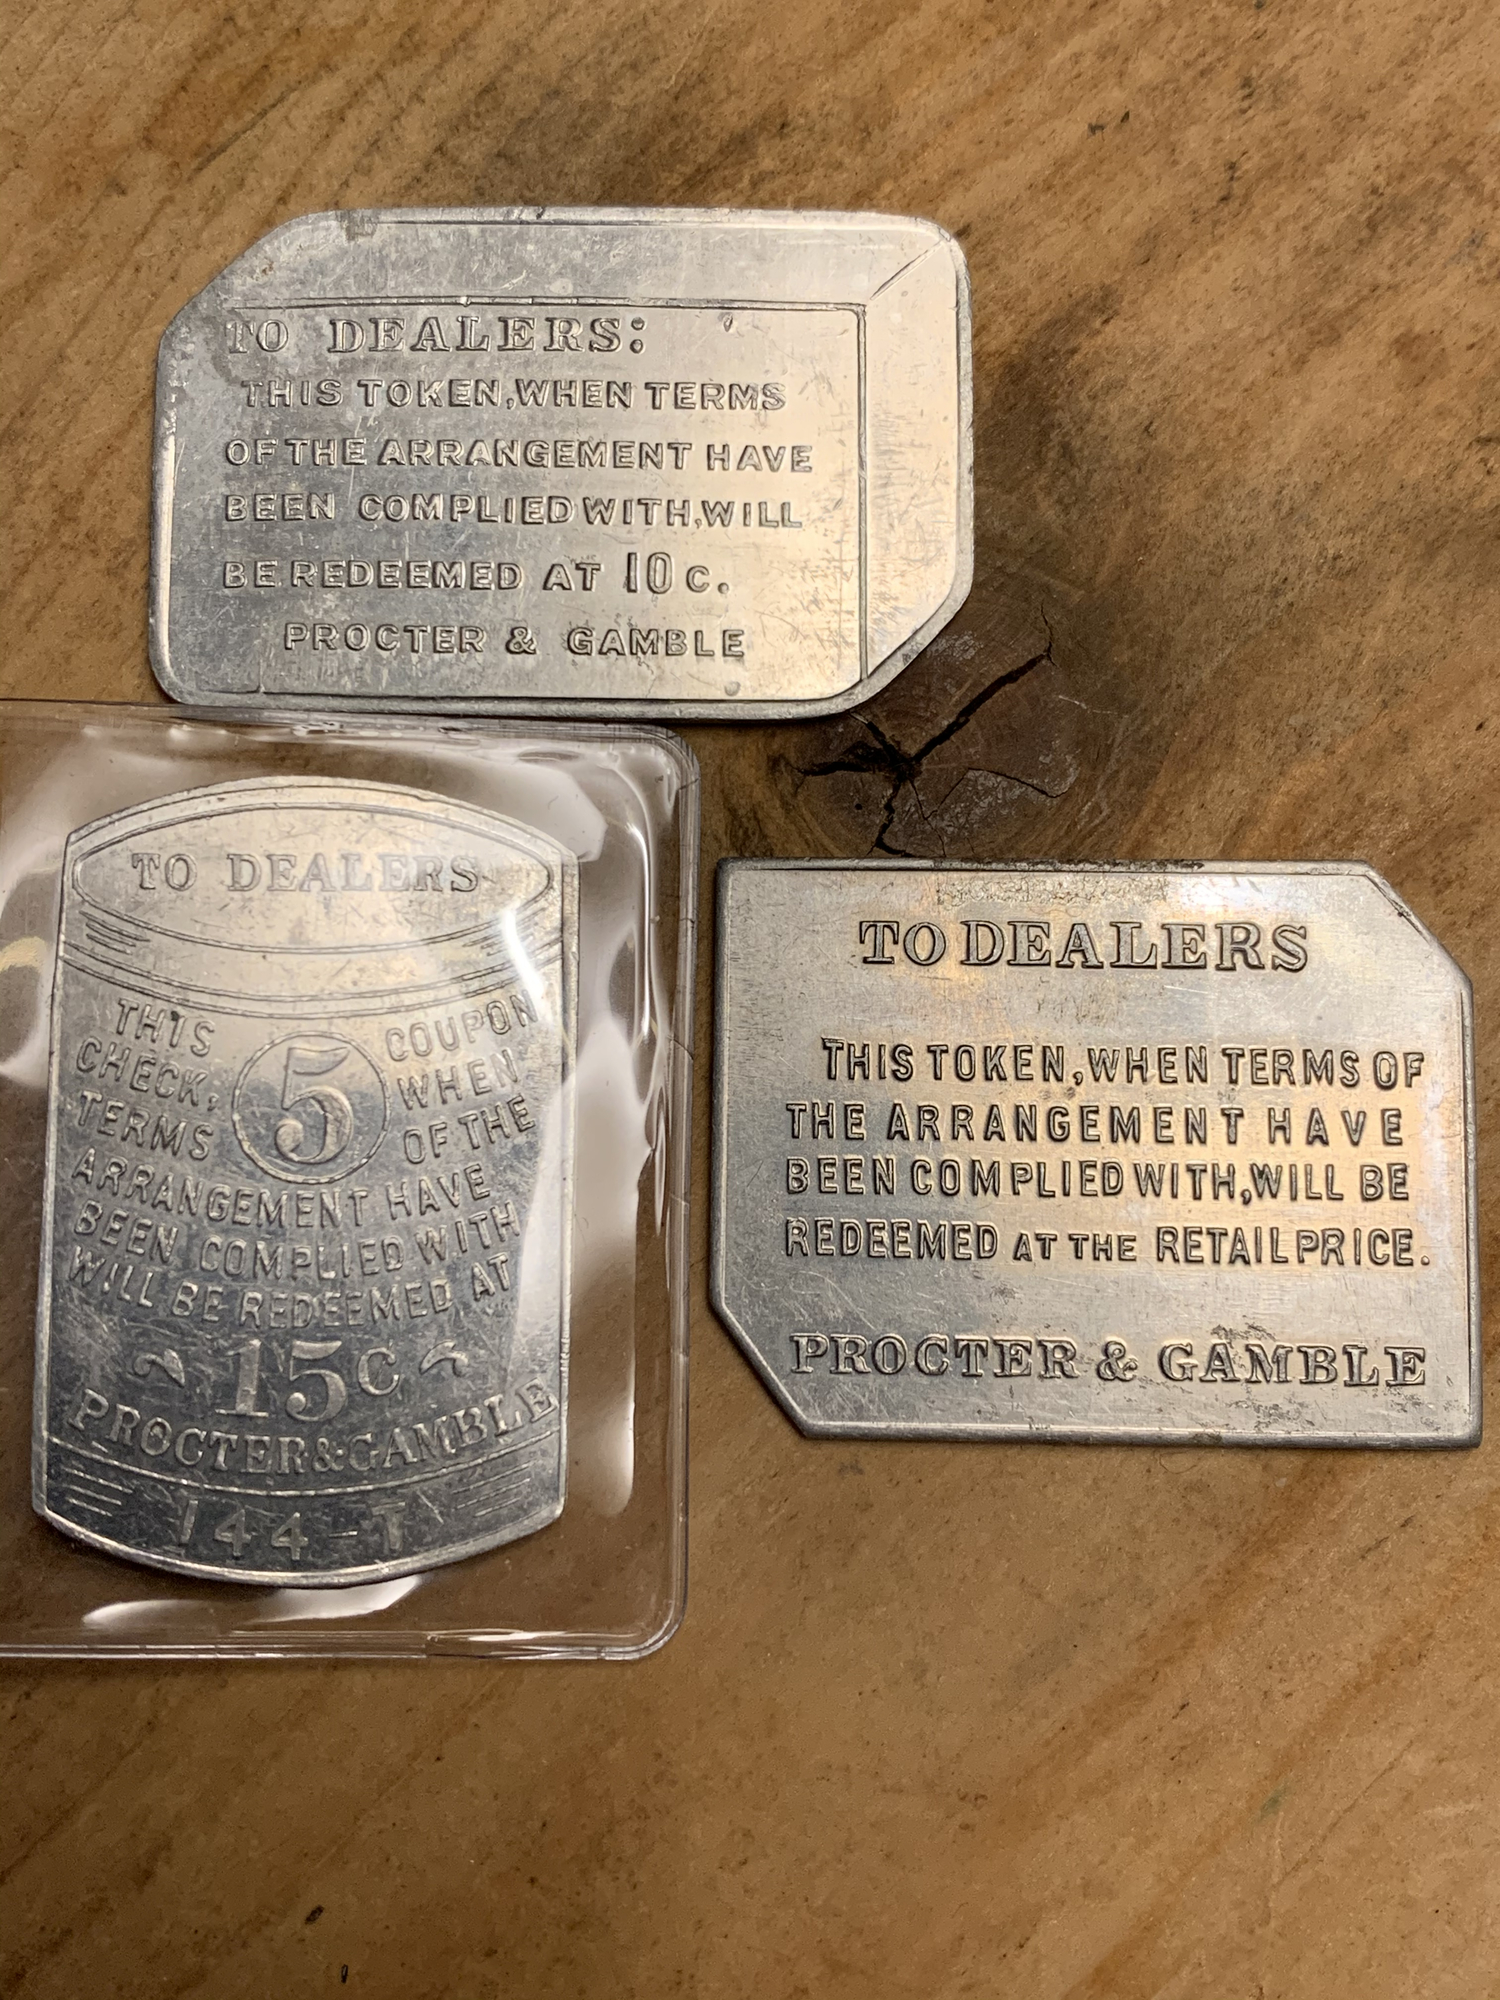 TO DEALERS:
THIS TOKEN, WHEN TERMS
OF THE ARRANGEMENT HAVE
BEEN COMPLIED WITH, WILL
BE REDEEMED AT 10 C.
PROCTER & GAMBLE
TO DEALERS
THIS 5 COUPON
CHECK, WHEN
TERMS OF THE
ARRANGEMENT HAVE
BEEN COMPLIED WITH
WILL BE REDEEMED AT
15C
PROCTER & GAMBLE
144-T
TO DEALERS
THIS TOKEN, WHEN TERMS OF
THE ARRANGEMENT HAVE
BEEN COMPLIED WITH, WILL BE
REDEEMED AT THE RETAIL PRICE.
PROCTER & GAMBLE